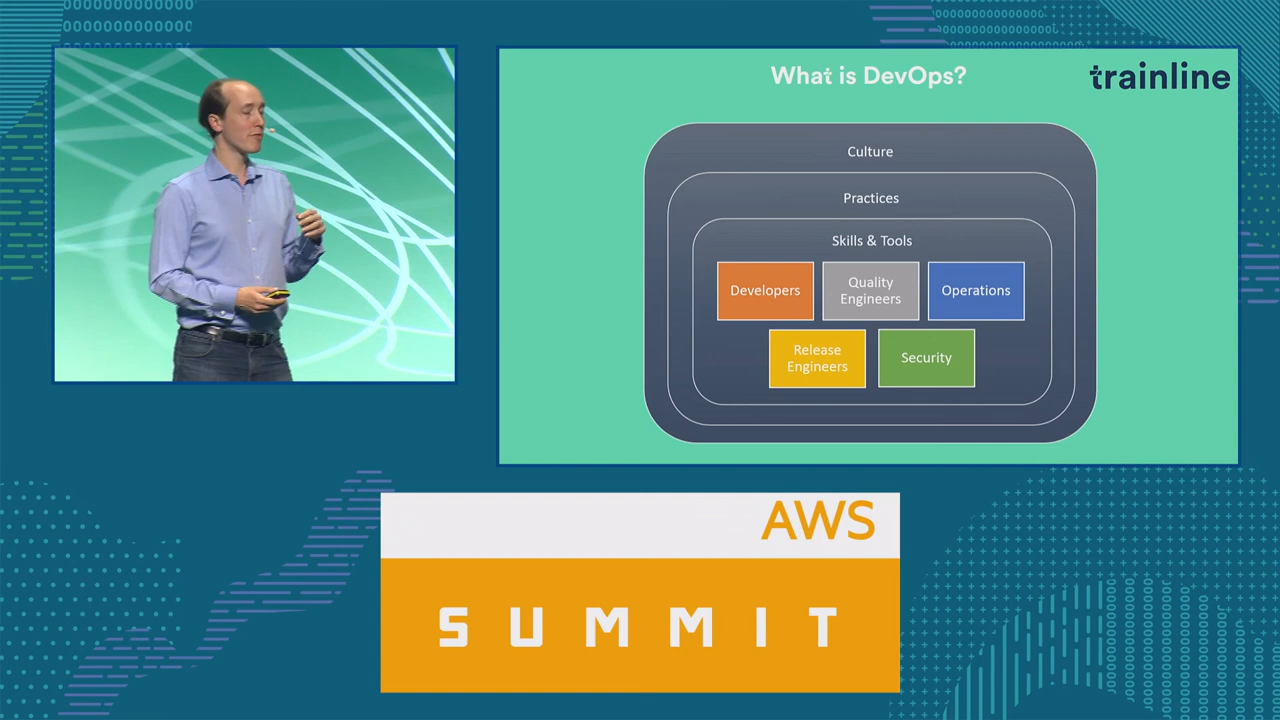 What is DevOps?
trainline
Culture
Practices
Skills & Tools
Developers
Quality
Engineers
Operations
Release
Engineers
Security
AWS
SUMMIT